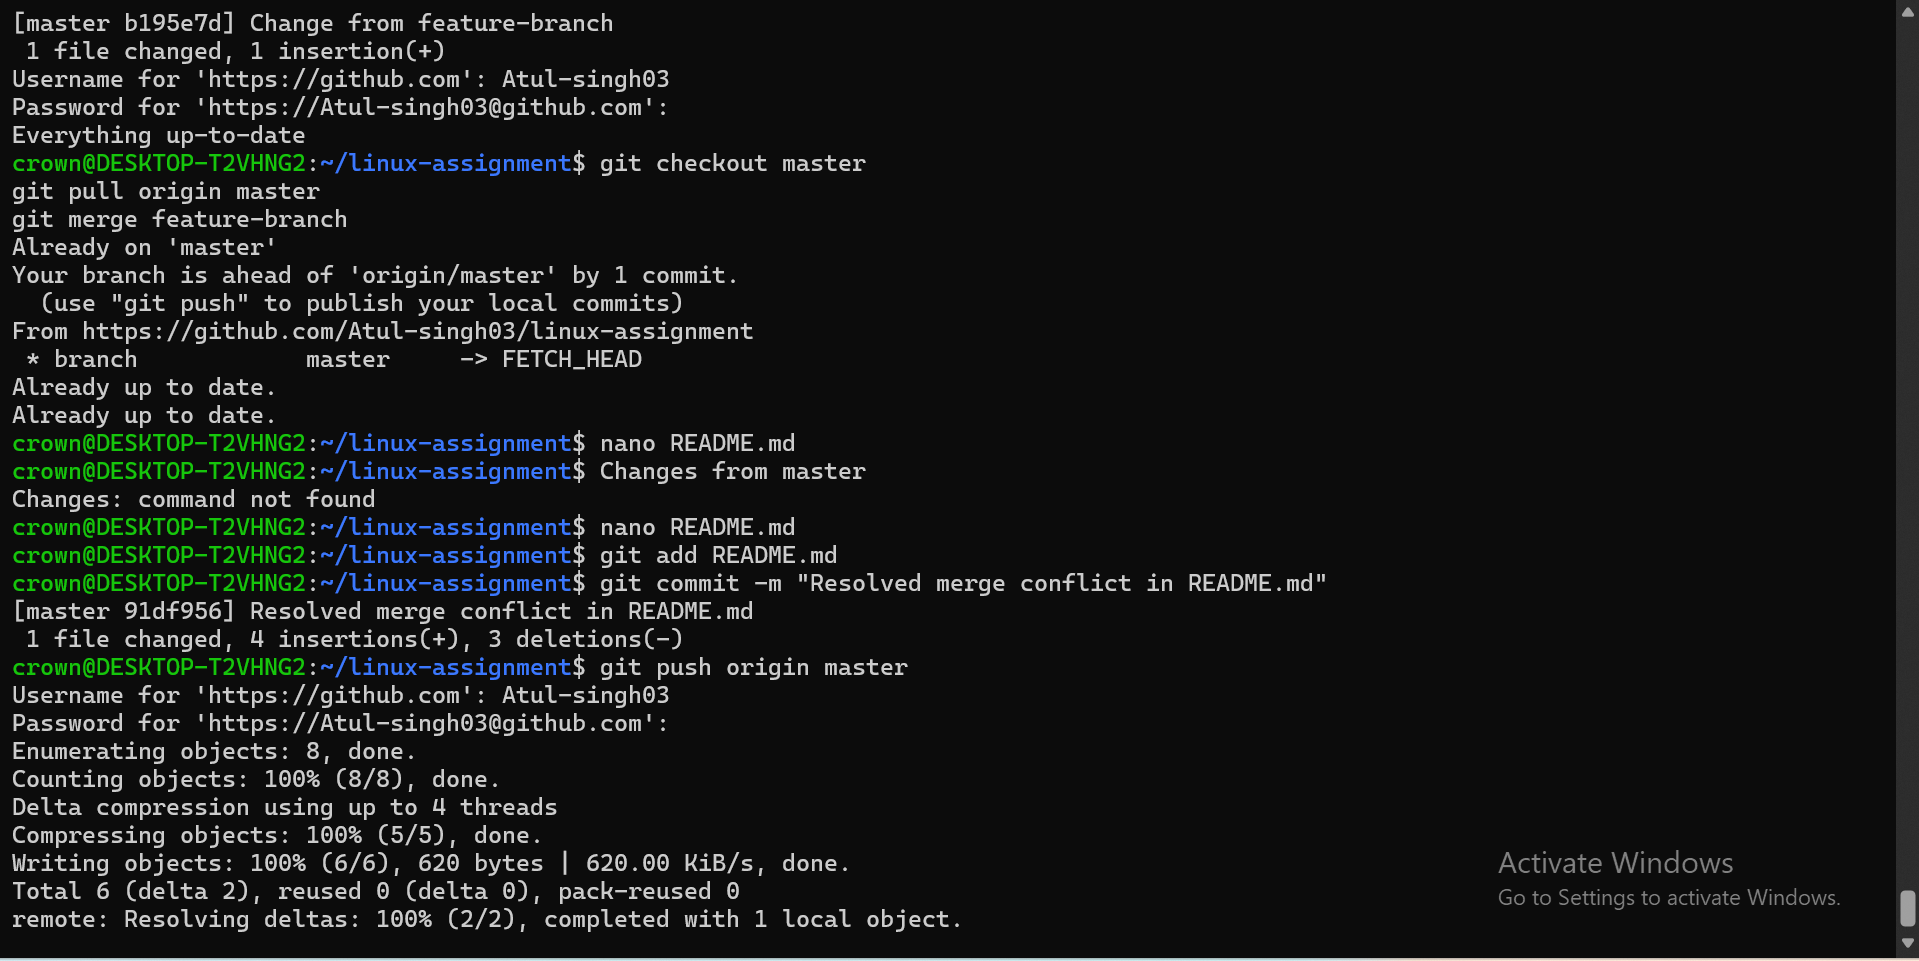 [master b195e7d] Change from feature-branch
 1 file changed, 1 insertion(+)
Username for 'https://github.com': Atul-singh03
Password for 'https://Atul-singh03@github.com':
Everything up-to-date
crown@DESKTOP-T2VHNG2:~/linux-assignment$ git checkout master
git pull origin master
git merge feature-branch
Already on 'master'
Your branch is ahead of 'origin/master' by 1 commit.
  (use "git push" to publish your local commits)
From https://github.com/Atul-singh03/linux-assignment
 * branch            master     -> FETCH_HEAD
Already up to date.
Already up to date.
crown@DESKTOP-T2VHNG2:~/linux-assignment$ nano README.md
crown@DESKTOP-T2VHNG2:~/linux-assignment$ Changes from master
Changes: command not found
crown@DESKTOP-T2VHNG2:~/linux-assignment$ nano README.md
crown@DESKTOP-T2VHNG2:~/linux-assignment$ git add README.md
crown@DESKTOP-T2VHNG2:~/linux-assignment$ git commit -m "Resolved merge conflict in README.md"
[master 91df956] Resolved merge conflict in README.md
 1 file changed, 4 insertions(+), 3 deletions(-)
crown@DESKTOP-T2VHNG2:~/linux-assignment$ git push origin master
Username for 'https://github.com': Atul-singh03
Password for 'https://Atul-singh03@github.com':
Enumerating objects: 8, done.
Counting objects: 100% (8/8), done.
Delta compression using up to 4 threads
Compressing objects: 100% (5/5), done.
Writing objects: 100% (6/6), 620 bytes | 620.00 KiB/s, done.
Total 6 (delta 2), reused 0 (delta 0), pack-reused 0
remote: Resolving deltas: 100% (2/2), completed with 1 local object.
Activate Windows
Go to Settings to activate Windows.